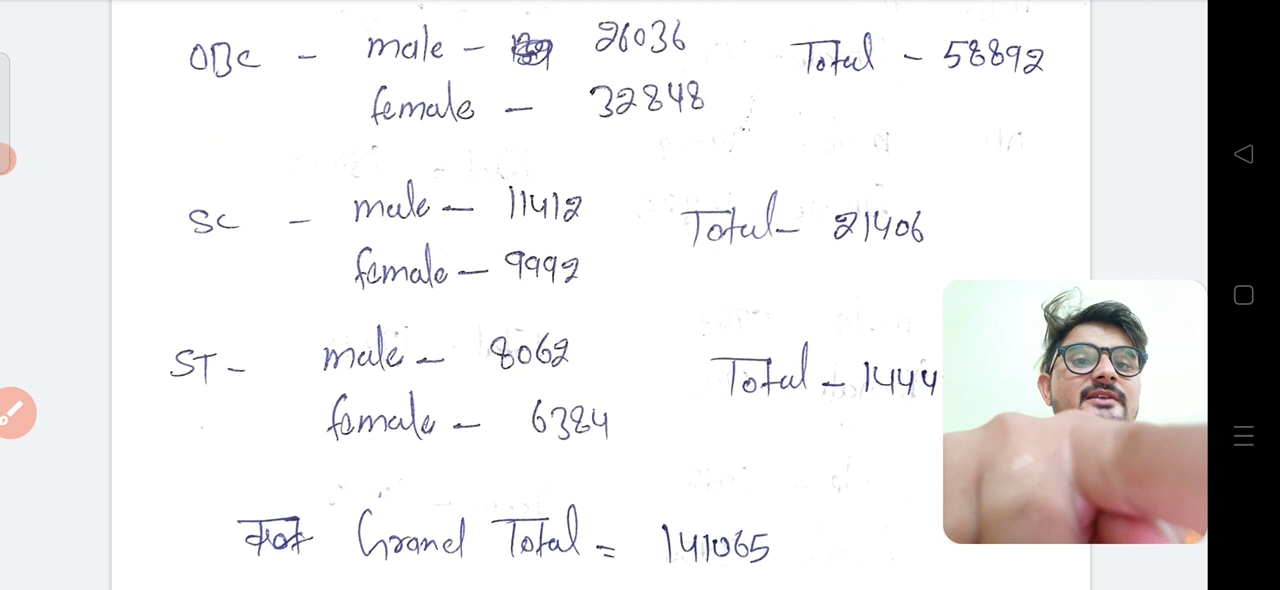 OBC - male - 26036 Total - 58892
female - 32848
SC - male - 11412 Total - 21406
female - 9992
ST - male - 8062 Total - 1444
female - 6384
Grand Total = 141065